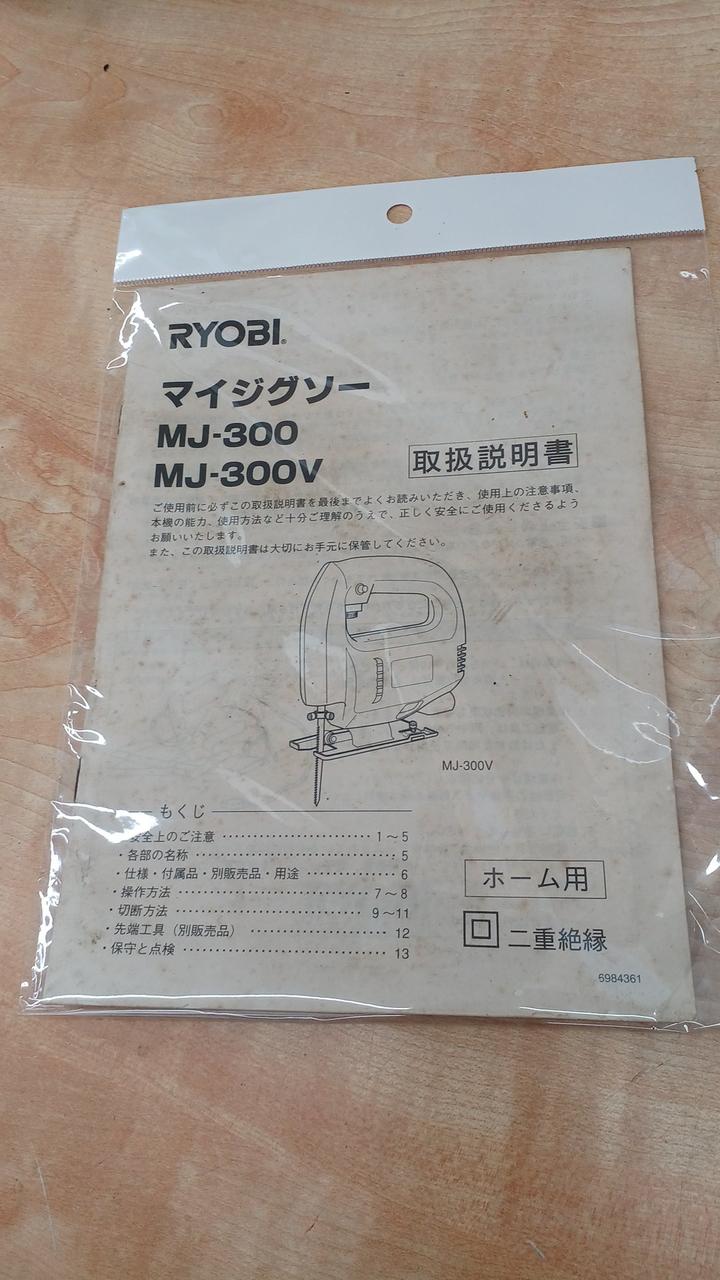 RYOBI®
マイジグソー
MJ-300
MJ-300V
取扱説明書
ご使用前に必ずこの取扱説明書を最後までよくお読みいただき、使用上の注意事項、
本機の能力、使用方法など十分ご理解のうえで、正しく安全にご使用くださるよう
お願いいたします。
また、この取扱説明書は大切にお手元に保管してください。
MJ-300V
もくじ
・安全上のご注意 …………………… 1～5
・各部の名称 …………………………… 5
・仕様・付属品・別販売品・用途 ………… 6
・操作方法 ………………………… 7～8
・切断方法 ………………………… 9～11
・先端工具（別販売品） ………………… 12
・保守と点検 …………………………… 13
ホーム用
二重絶縁
6984361